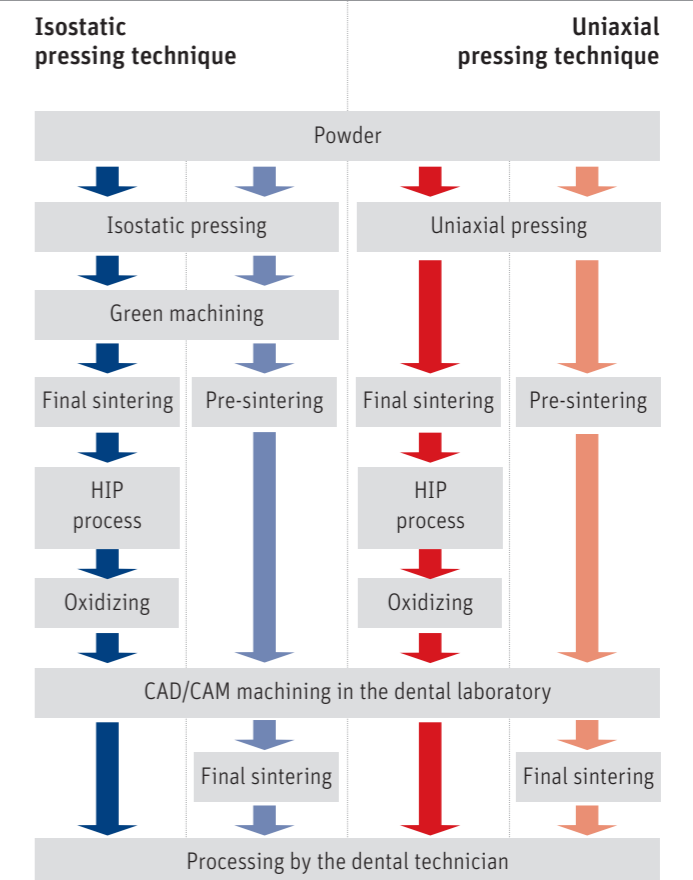 Isostatic
pressing technique
Uniaxial
pressing technique
Powder
Isostatic pressing
Uniaxial pressing
Green machining
Final sintering
Pre-sintering
Final sintering
Pre-sintering
HIP
process
HIP
process
Oxidizing
Oxidizing
CAD/CAM machining in the dental laboratory
Final sintering
Final sintering
Processing by the dental technician